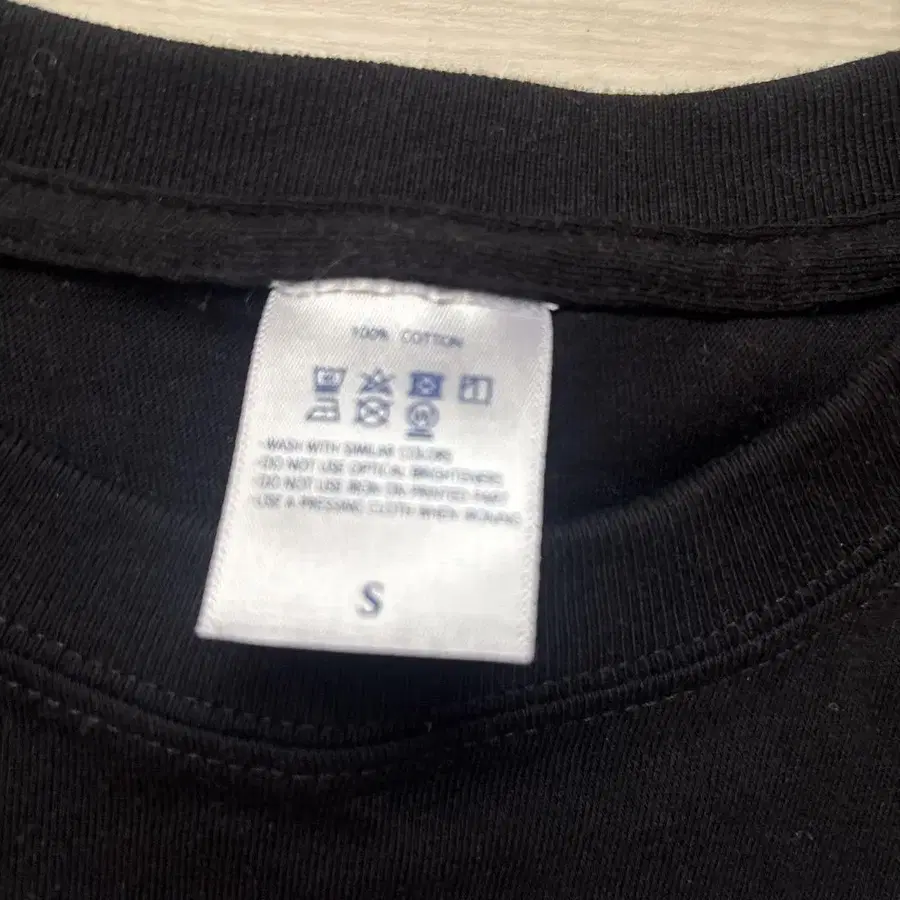 100% COTTON
·WASH WITH SIMILAR COLORS
·DO NOT USE OPTICAL BRIGHTENERS
·DO NOT USE IRON ON PRINTED PART
·USE A PRESSING CLOTH WHEN IRONING
S